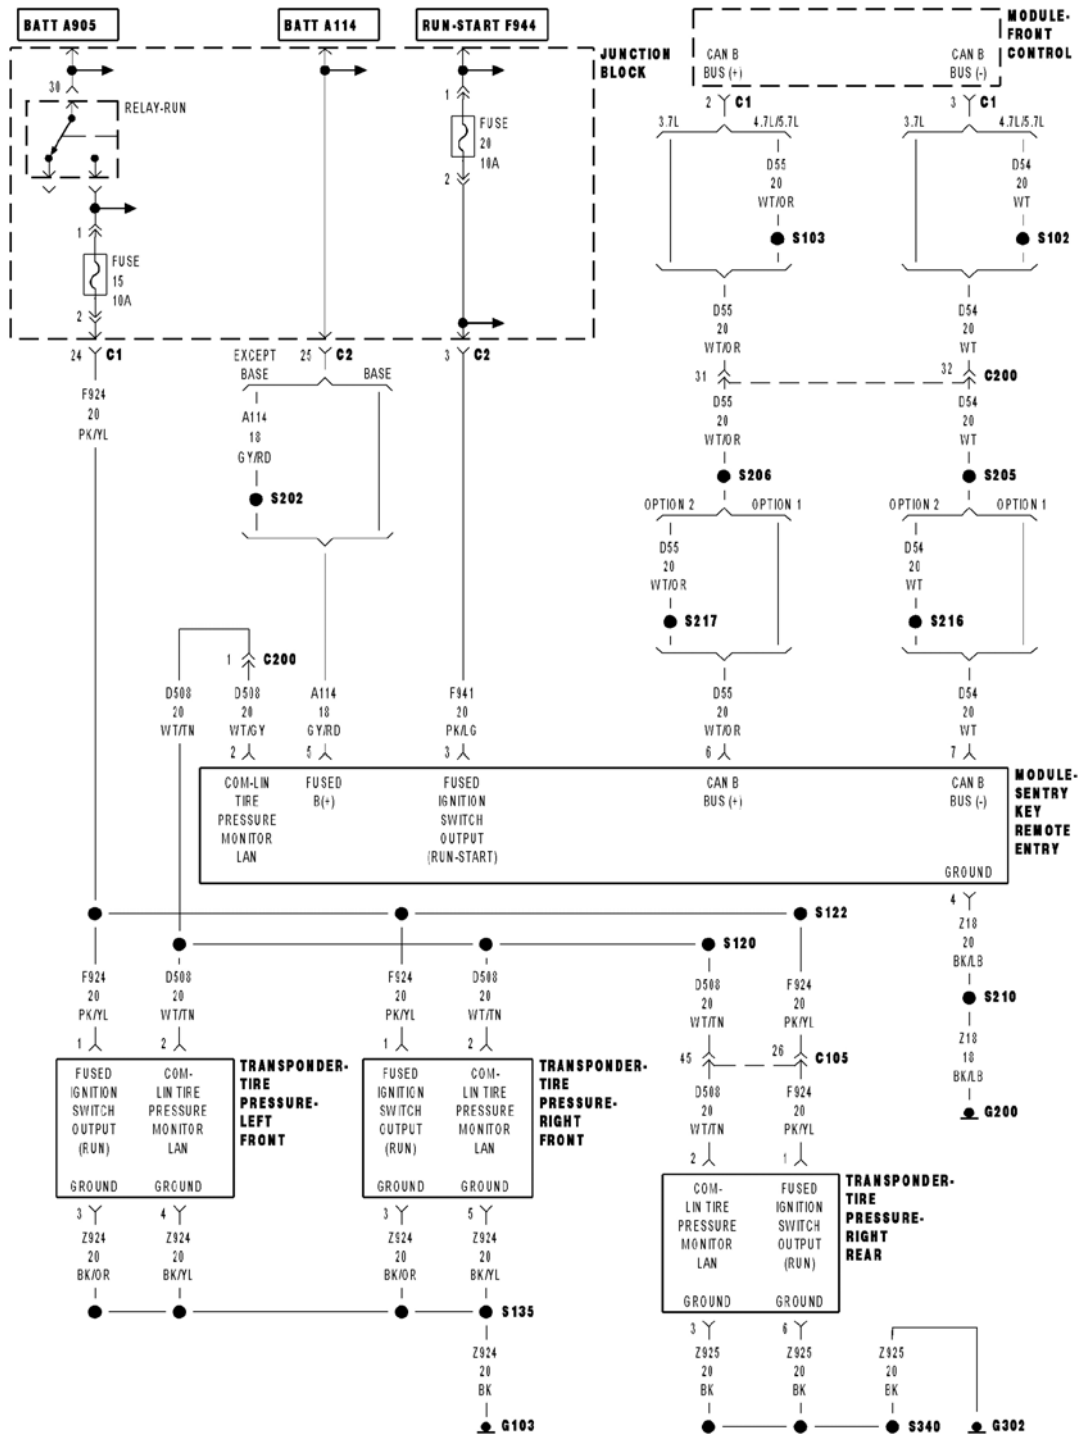 BATT A905
BATT A114
RUN-START F944
MODULE-
FRONT
CONTROL
JUNCTION
BLOCK
CAN B
BUS (+)
CAN B
BUS (-)
30
RELAY-RUN
1
FUSE
20
10A
2
2 C1
3 C1
3.7L 4.7L/5.7L
3.7L 4.7L/5.7L
D55
20
WT/OR
D54
20
WT
S103
S102
1
FUSE
15
10A
2
24 C1
25 C2
3 C2
EXCEPT
BASE
BASE
D55
20
WT/OR
D54
20
WT
31
32 C200
F924
20
PK/YL
A114
18
GY/RD
S202
D55
20
WT/OR
D54
20
WT
S206
S205
OPTION 2 OPTION 1
OPTION 2 OPTION 1
D55
20
WT/OR
D54
20
WT
S217
S216
1 C200
D508
20
WT/TN
D508
20
WT/GY
A114
18
GY/RD
F941
20
PK/LG
D55
20
WT/OR
D54
20
WT
2
5
3
6
7
COM-LIN
TIRE
PRESSURE
MONITOR
LAN
FUSED
B(+)
FUSED
IGNITION
SWITCH
OUTPUT
(RUN-START)
CAN B
BUS (+)
CAN B
BUS (-)
GROUND
MODULE-
SENTRY
KEY
REMOTE
ENTRY
4
Z18
20
BK/LB
S210
Z18
18
BK/LB
G200
S122
S120
F924
20
PK/YL
D508
20
WT/TN
F924
20
PK/YL
D508
20
WT/TN
D508
20
WT/TN
F924
20
PK/YL
1
2
1
2
45
26 C105
FUSED
IGNITION
SWITCH
OUTPUT
(RUN)
COM-
LIN TIRE
PRESSURE
MONITOR
LAN
GROUND GROUND
TRANSPONDER-
TIRE
PRESSURE-
LEFT
FRONT
FUSED
IGNITION
SWITCH
OUTPUT
(RUN)
COM-
LIN TIRE
PRESSURE
MONITOR
LAN
GROUND GROUND
TRANSPONDER-
TIRE
PRESSURE-
RIGHT
FRONT
D508
20
WT/TN
F924
20
PK/YL
2
1
COM-
LIN TIRE
PRESSURE
MONITOR
LAN
FUSED
IGNITION
SWITCH
OUTPUT
(RUN)
GROUND GROUND
TRANSPONDER-
TIRE
PRESSURE-
RIGHT
REAR
3
4
3
5
Z924
20
BK/OR
Z924
20
BK/YL
Z924
20
BK/OR
Z924
20
BK/YL
S135
Z924
20
BK
G103
3
6
Z925
20
BK
Z925
20
BK
Z925
20
BK
S340
G302